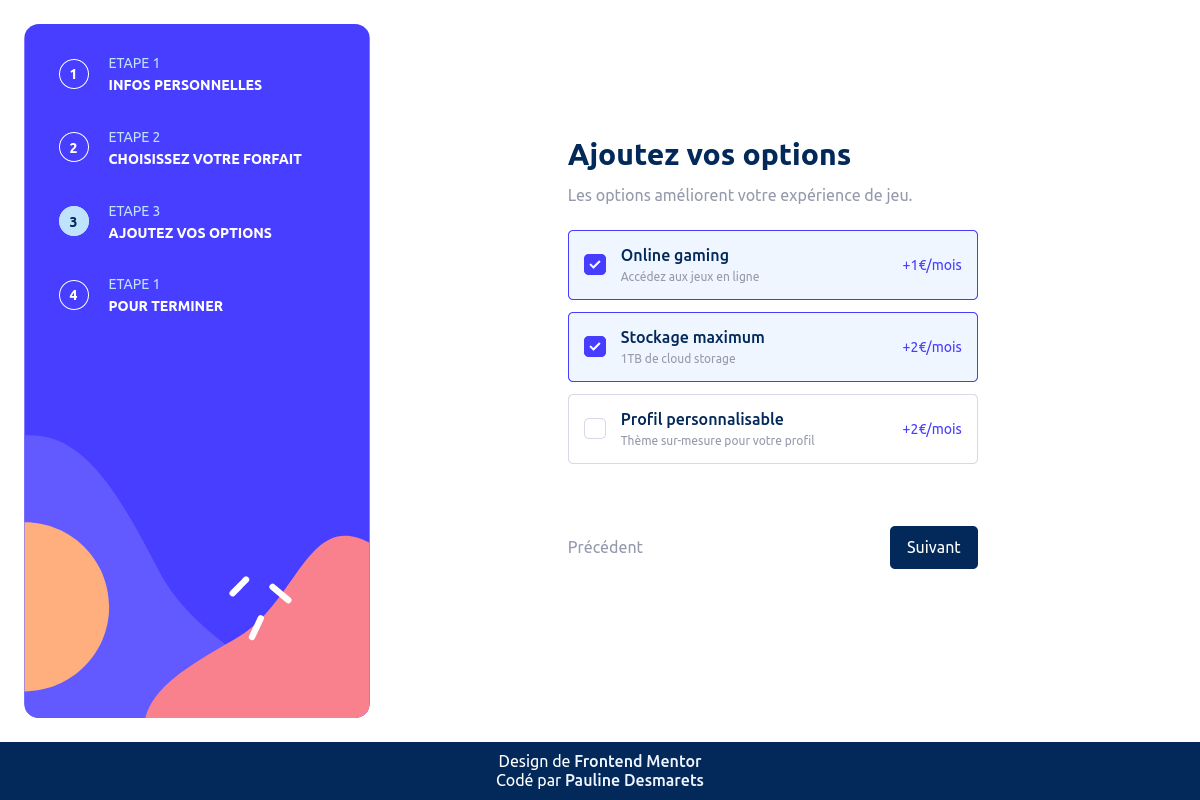 1
ETAPE 1
INFOS PERSONNELLES
2
ETAPE 2
CHOISISSEZ VOTRE FORFAIT
3
ETAPE 3
AJOUTEZ VOS OPTIONS
4
ETAPE 1
POUR TERMINER
Ajoutez vos options
Les options améliorent votre expérience de jeu.
Online gaming
Accédez aux jeux en ligne
+1€/mois
Stockage maximum
1TB de cloud storage
+2€/mois
Profil personnalisable
Thème sur-mesure pour votre profil
+2€/mois
Précédent
Suivant
Design de Frontend Mentor
Codé par Pauline Desmarets